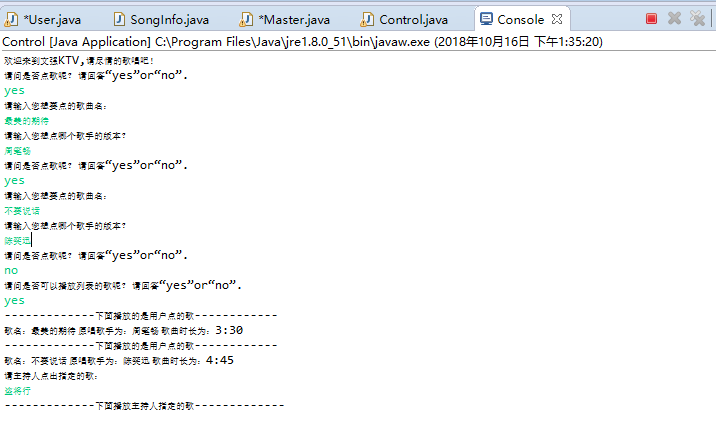 *User.java SongInfo.java *Master.java Control.java Console
Control [Java Application] C:\Program Files\Java\jre1.8.0_51\bin\javaw.exe (2018年10月16日 下午1:35:20)
欢迎来到文强KTV,请尽情的歌唱吧!
请问是否点歌呢? 请回答“yes”or“no”.
yes
请输入您想要点的歌曲名:
最美的期待
请输入您想点哪个歌手的版本?
周笔畅
请问是否点歌呢? 请回答“yes”or“no”.
yes
请输入您想要点的歌曲名:
不要说话
请输入您想点哪个歌手的版本?
陈奕迅
请问是否点歌呢? 请回答“yes”or“no”.
no
请问是否可以播放列表的歌呢? 请回答“yes”or“no”.
yes
-------------下面播放的是用户点的歌------------
歌名: 最美的期待 原唱歌手为: 周笔畅 歌曲时长为: 3:30
-------------下面播放的是用户点的歌------------
歌名: 不要说话 原唱歌手为: 陈奕迅 歌曲时长为: 4:45
请主持人点出指定的歌:
盗将行
-------------下面播放主持人指定的歌-------------